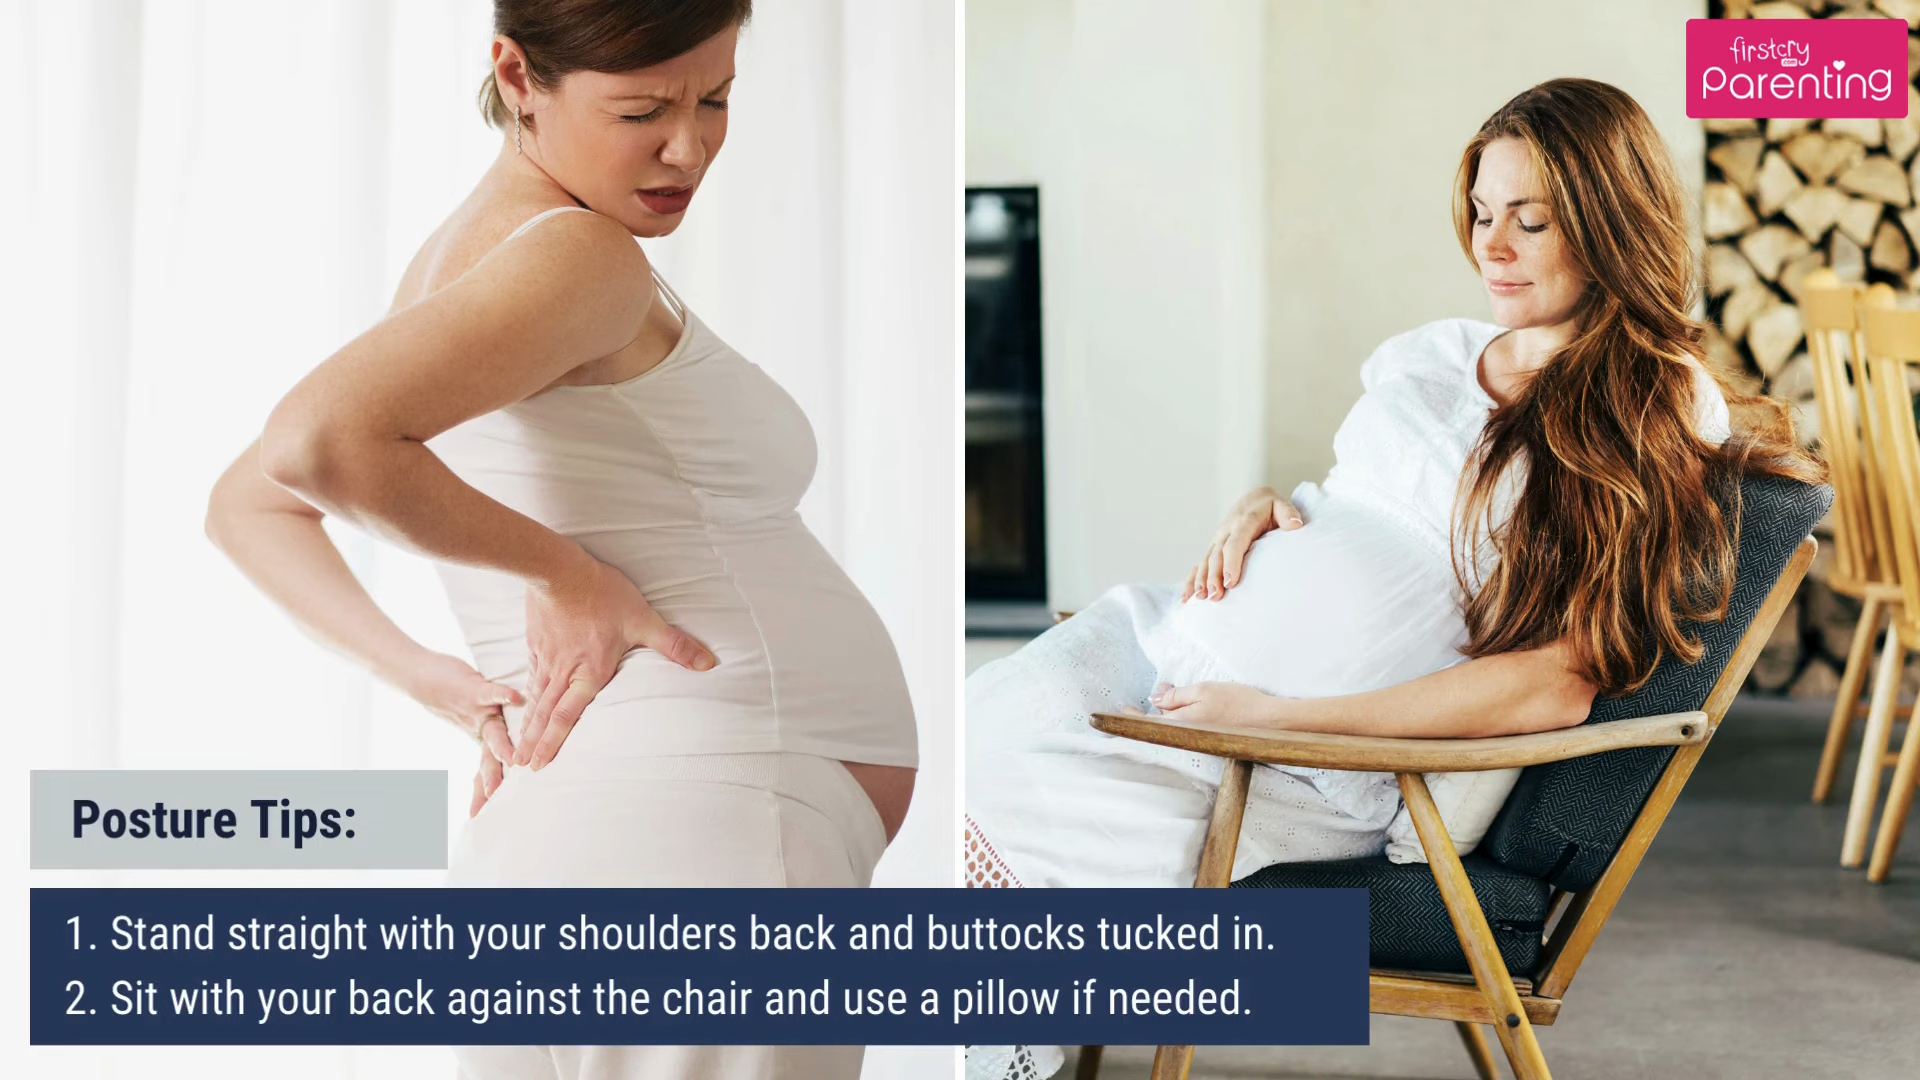 firstcry
.com
Parenting
Posture Tips:
1. Stand straight with your shoulders back and buttocks tucked in.
2. Sit with your back against the chair and use a pillow if needed.